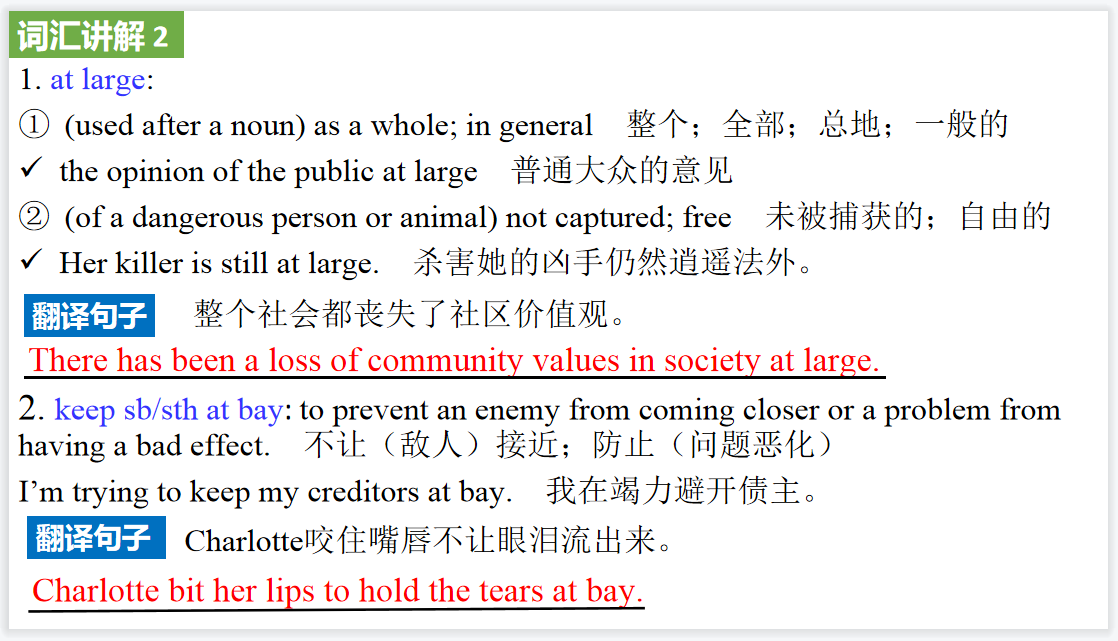 词汇讲解 2
1. at large:
① (used after a noun) as a whole; in general 整个；全部；总地；一般的
✓ the opinion of the public at large 普通大众的意见
② (of a dangerous person or animal) not captured; free 未被捕获的；自由的
✓ Her killer is still at large. 杀害她的凶手仍然逍遥法外。
翻译句子 整个社会都丧失了社区价值观。
There has been a loss of community values in society at large.
2. keep sb/sth at bay: to prevent an enemy from coming closer or a problem from
having a bad effect. 不让（敌人）接近；防止（问题恶化）
I’m trying to keep my creditors at bay. 我在竭力避开债主。
翻译句子 Charlotte咬住嘴唇不让眼泪流出来。
Charlotte bit her lips to hold the tears at bay.